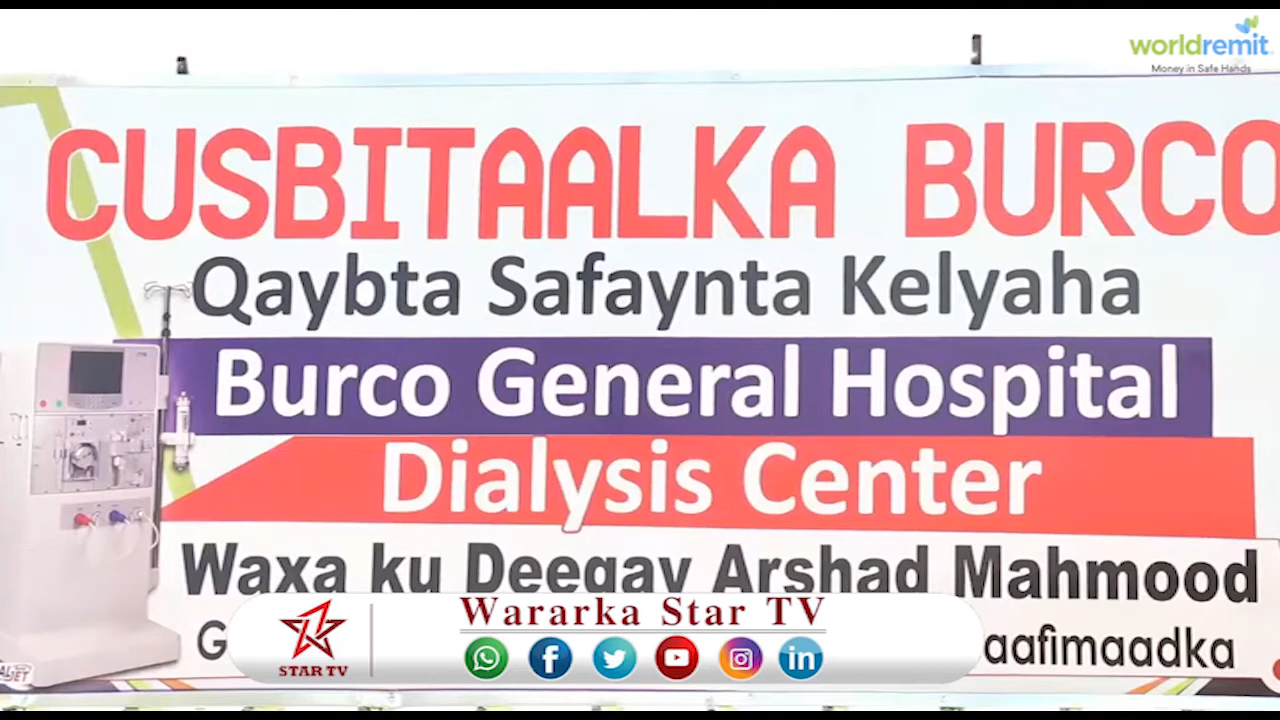 worldremit
Money in Safe Hands
CUSBITAALKA BURCO
Qaybta Safaynta Kelyaha
Burco General Hospital
Dialysis Center
Waxa ku Deeqay Arshad Mahmood
aafimaadka
Wararka Star TV
STAR TV